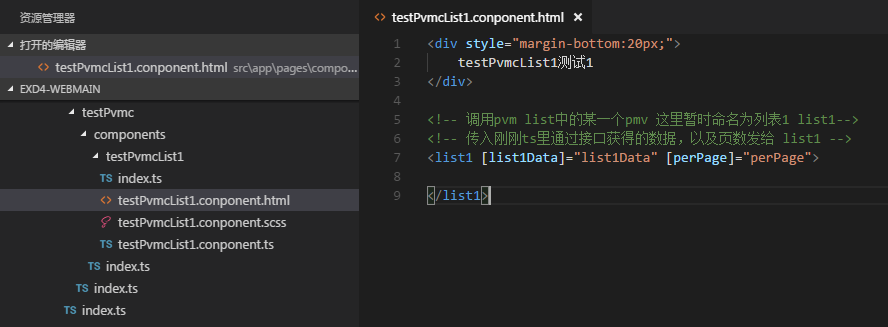 资源管理器
打开的编辑器
testPvmcList1.conponent.html src\app\pages\compo...
EXD4-WEBMAIN
testPvmc
components
testPvmcList1
TS index.ts
testPvmcList1.conponent.html
testPvmcList1.conponent.scss
TS testPvmcList1.conponent.ts
TS index.ts
TS index.ts
TS index.ts
testPvmcList1.conponent.html
1 <div style="margin-bottom:20px;">
2 testPvmcList1测试1
3 </div>
4
5 <!-- 调用pvm list中的某一个pmv 这里暂时命名为列表1 list1-->
6 <!-- 传入刚刚ts里通过接口获得的数据，以及页数发给 list1 -->
7 <list1 [list1Data]="list1Data" [perPage]="perPage">
8
9 </list1>